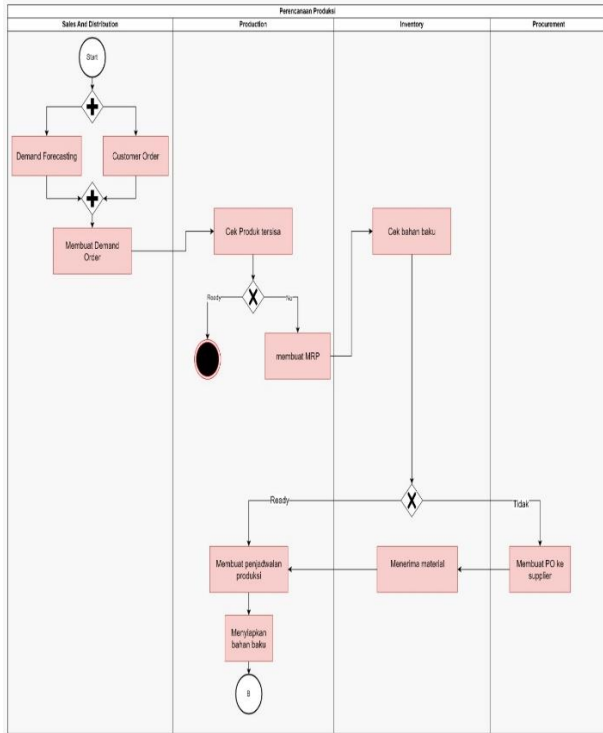 Perencanaan Produksi
Sales And Distribution
Production
Inventory
Procurement
Start
Demand Forecasting
Customer Order
Membuat Demand
Order
Cek Produk tersisa
Cek bahan baku
Ready
No
membuat MRP
Ready
Tidak
Membuat penjadwalan
produksi
Menerima material
Membuat PO ke
supplier
Menyiapkan
bahan baku
B